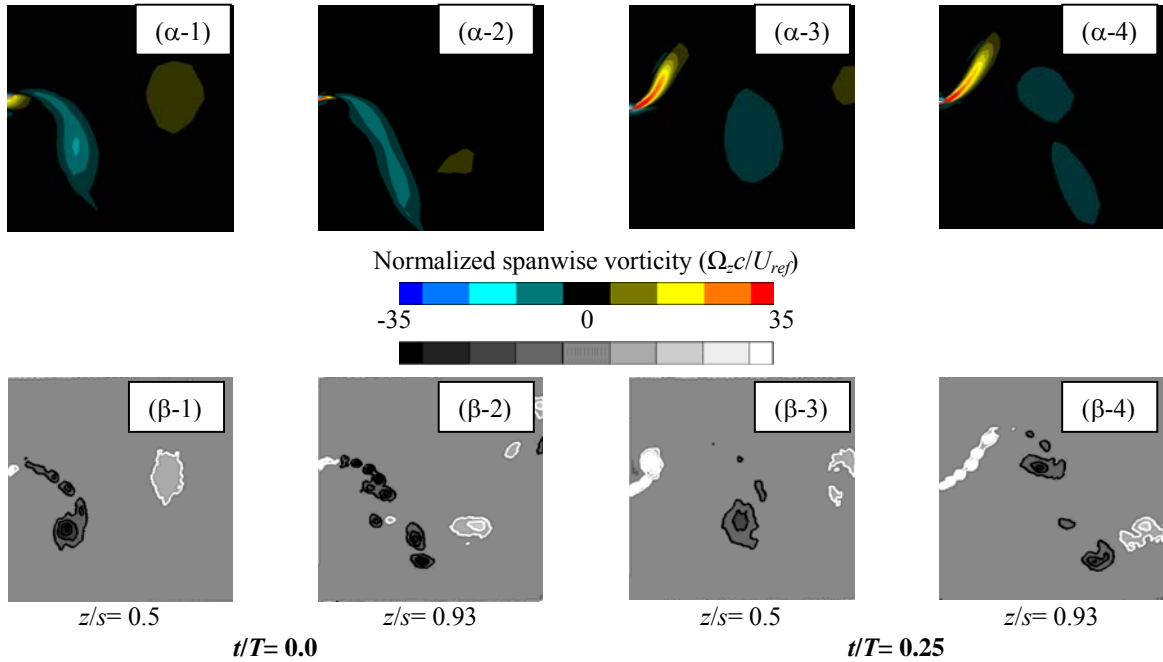 (α-1)
(α-2)
(α-3)
(α-4)
Normalized spanwise vorticity (Ωzc/Uref)
-35 0 35
(β-1)
(β-2)
(β-3)
(β-4)
z/s= 0.5 z/s= 0.93 z/s= 0.5 z/s= 0.93
t/T= 0.0 t/T= 0.25